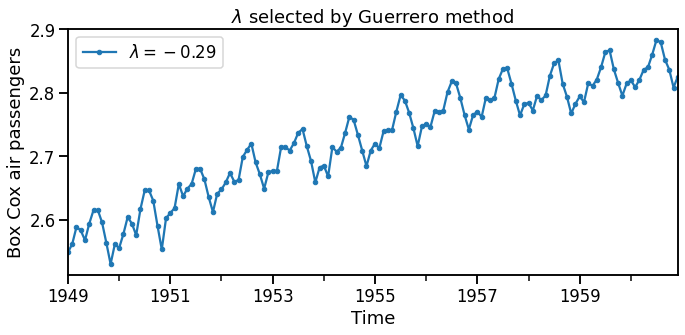 λ selected by Guerrero method
λ = −0.29
Box Cox air passengers
2.9
2.8
2.7
2.6
1949 1951 1953 1955 1957 1959
Time